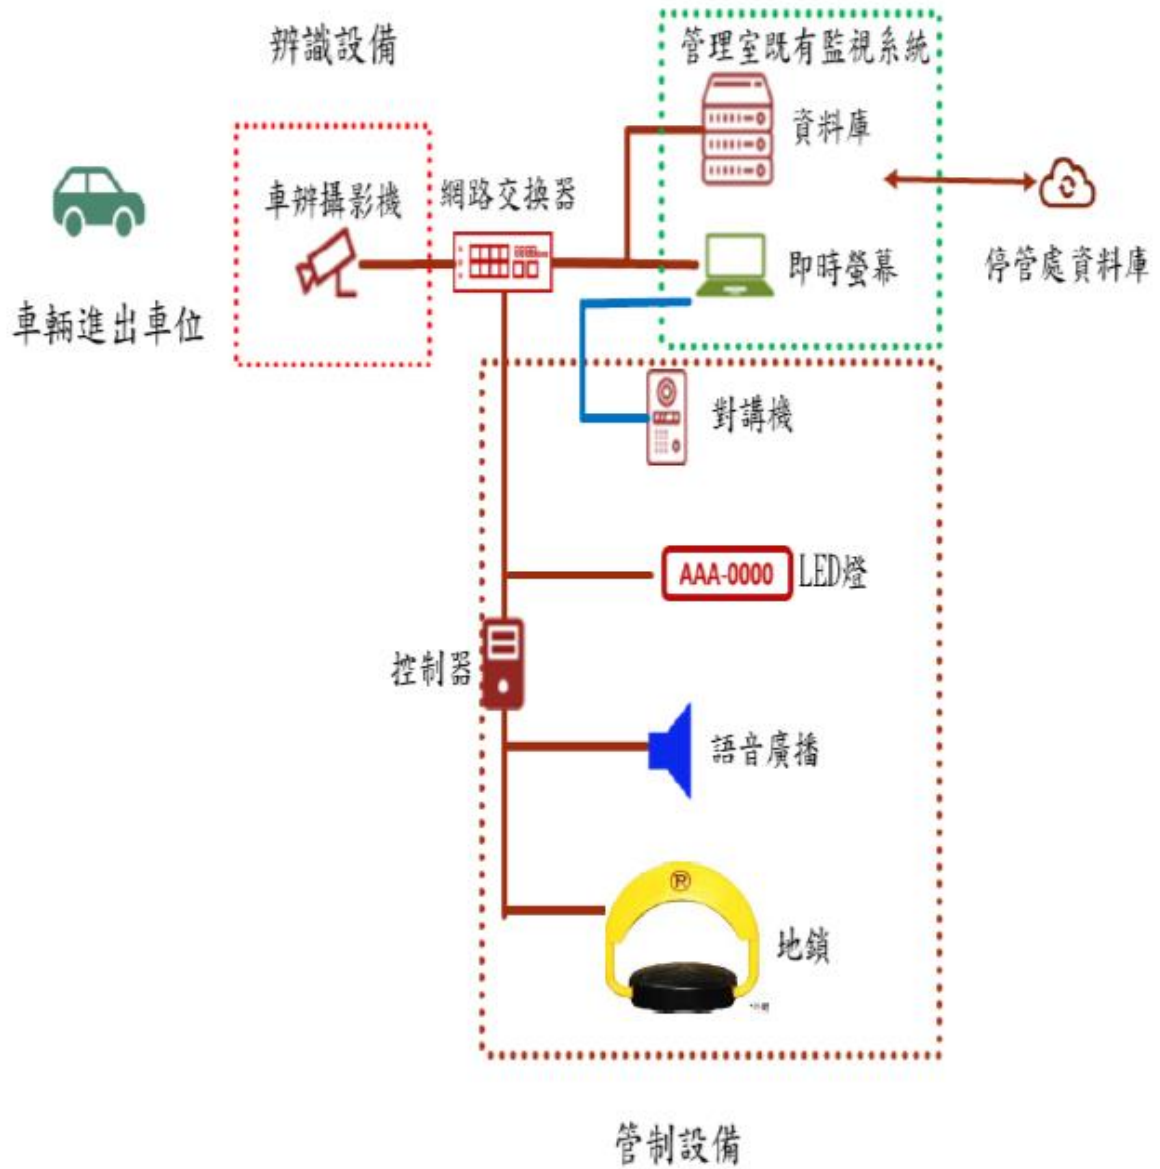 辨識設備
管理室既有監視系統
資料庫
車辨攝影機
網路交換器
即時螢幕
停管處資料庫
車輛進出車位
對講機
AAA-0000
LED燈
控制器
語音廣播
地鎖
管制設備